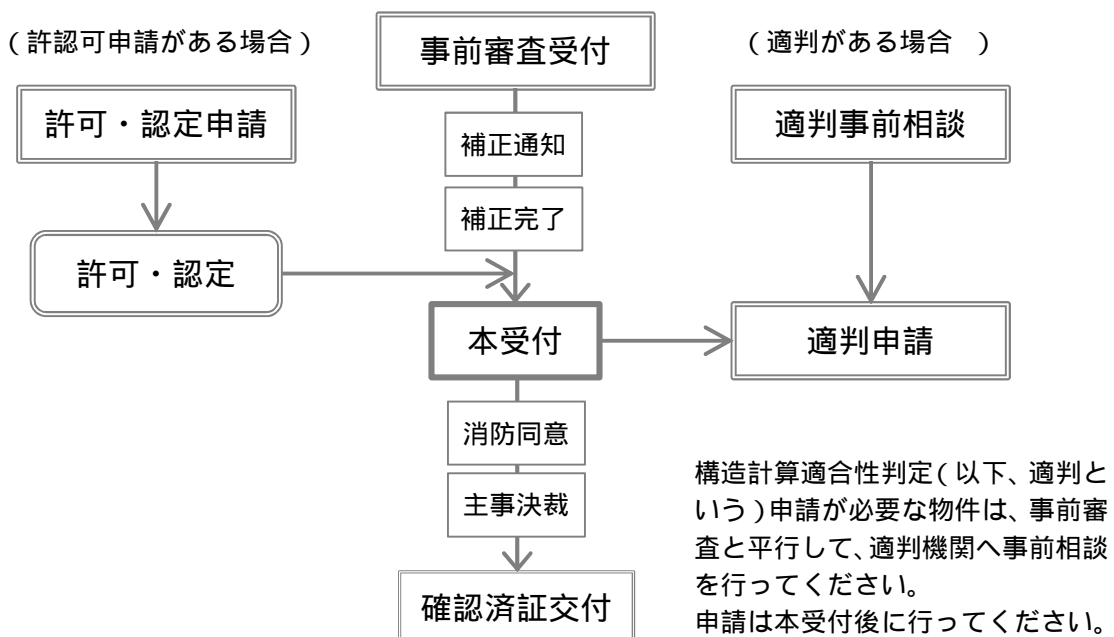 (許認可申請がある場合)
事前審査受付
(適判がある場合 )
許可・認定申請
適判事前相談
補正通知
補正完了
許可・認定
本受付
適判申請
消防同意
主事決裁
確認済証交付
構造計算適合性判定(以下、適判と
いう)申請が必要な物件は、事前審
査と平行して、適判機関へ事前相談
を行ってください。
申請は本受付後に行ってください。